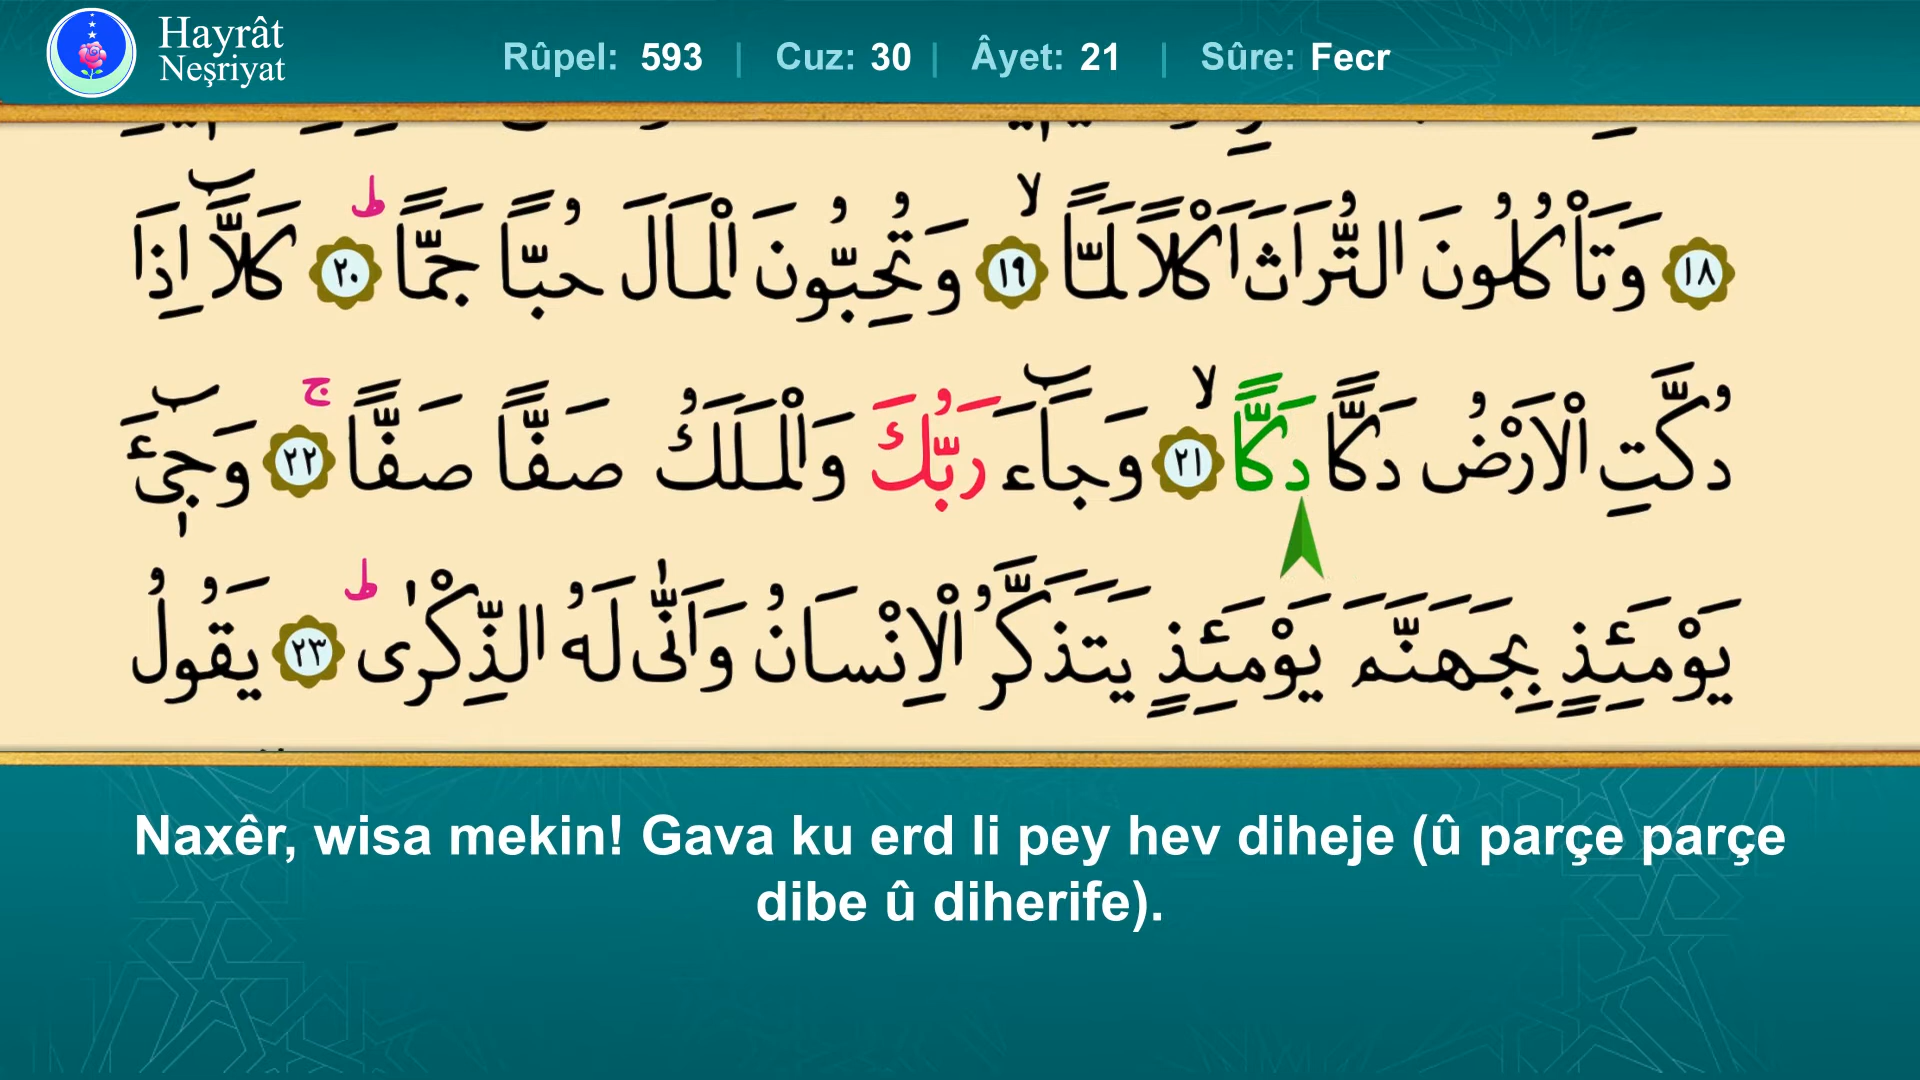 Hayrât
Neşriyat
Rûpel: 593 | Cuz: 30 | Âyet: 21 | Sûre: Fecr
﴿١٨﴾ وَتَأْكُلُونَ التُّرَاثَ اَكْلًا لَمًّا ﴿١٩﴾ۙ وَتُحِبُّونَ الْمَالَ حُبًّا جَمًّا ﴿٢٠﴾ۜ كَلَّٓا اِذَا
دُكَّتِ الْاَرْضُ دَكًّا دَكًّا ﴿٢١﴾ۙ وَجَٓاءَ رَبُّكَ وَالْمَلَكُ صَفًّا صَفًّا ﴿٢٢﴾ۚ وَج۪ٓيءَ
يَوْمَئِذٍ بِجَهَنَّمَ يَوْمَئِذٍ يَتَذَكَّرُ الْاِنْسَانُ وَاَنّٰى لَهُ الذِّكْرٰى ﴿٢٣﴾ۜ يَقُولُ
Naxêr, wisa mekin! Gava ku erd li pey hev diheje (û parçe parçe
dibe û diherife).